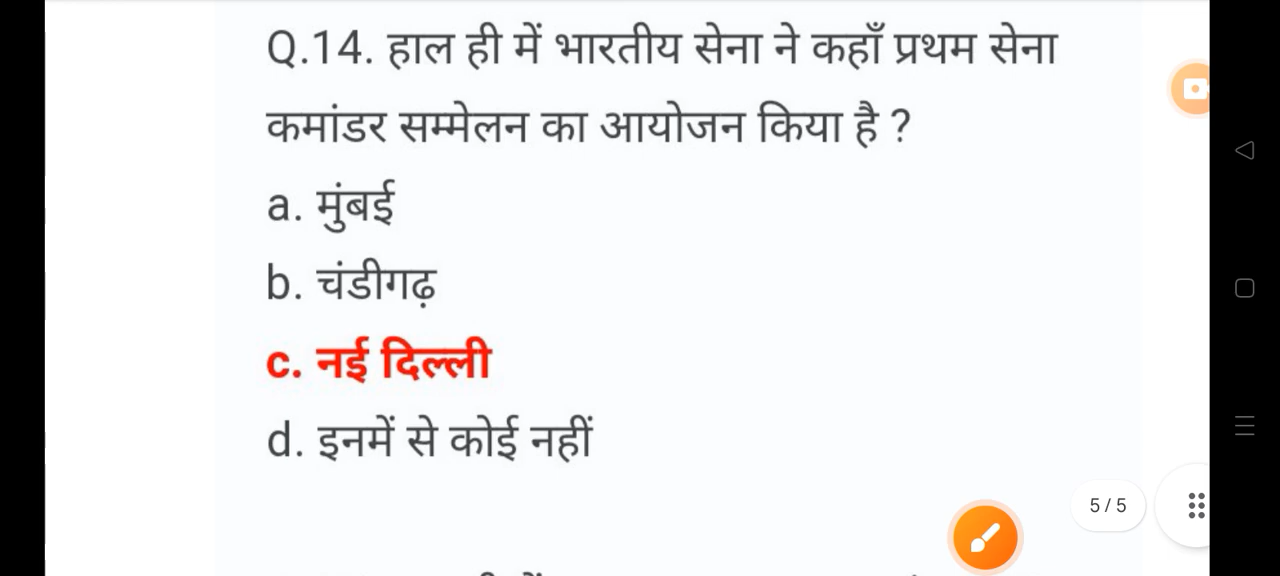 Q.14. हाल ही में भारतीय सेना ने कहाँ प्रथम सेना
कमांडर सम्मेलन का आयोजन किया है ?
a. मुंबई
b. चंडीगढ़
c. नई दिल्ली
d. इनमें से कोई नहीं
5 / 5